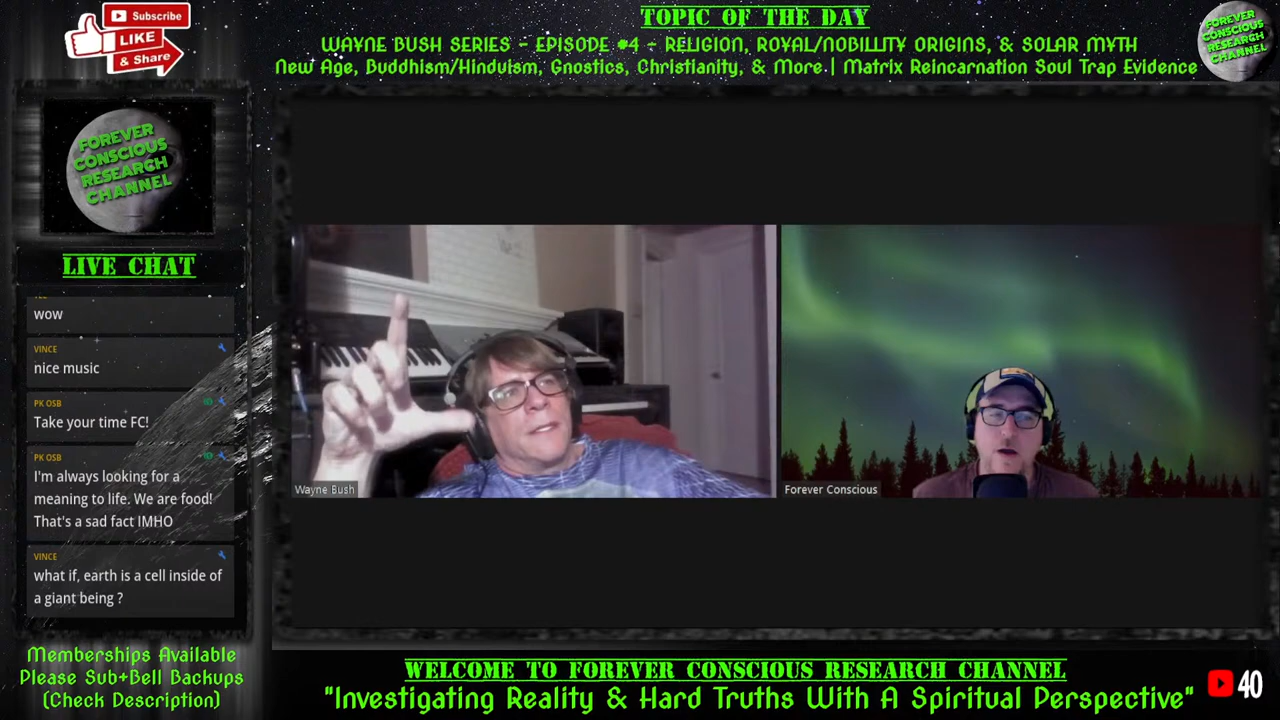 Subscribe
LIKE
& Share
TOPIC OF THE DAY
WAYNE BUSH SERIES - EPISODE #4 - RELIGION, ROYAL/NOBILLITY ORIGINS, & SOLAR MYTH
New Age, Buddhism/Hinduism, Gnostics, Christianity, & More | Matrix Reincarnation Soul Trap Evidence
FOREVER
CONSCIOUS
RESEARCH
CHANNEL
FOREVER
CONSCIOUS
RESEARCH
CHANNEL
LIVE CHAT
wow
VINCE
nice music
PK OSB
Take your time FC!
PK OSB
I'm always looking for a
meaning to life. We are food!
That's a sad fact IMHO
VINCE
what if, earth is a cell inside of
a giant being ?
Wayne Bush
Forever Conscious
Memberships Available
Please Sub+Bell Backups
(Check Description)
WELCOME TO FOREVER CONSCIOUS RESEARCH CHANNEL
"Investigating Reality & Hard Truths With A Spiritual Perspective"
40